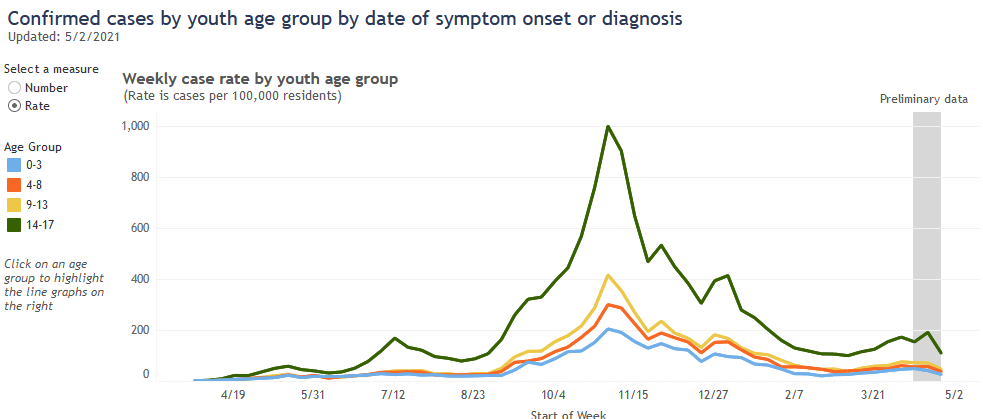 Confirmed cases by youth age group by date of symptom onset or diagnosis
Updated: 5/2/2021
Select a measure
Number
Rate
Age Group
0-3
4-8
9-13
14-17
Click on an age
group to highlight
the line graphs on
the right
Weekly case rate by youth age group
(Rate is cases per 100,000 residents)
Preliminary data
1,000
800
600
400
200
0
4/19 5/31 7/12 8/23 10/4 11/15 12/27 2/7 3/21 5/2
Start of Week